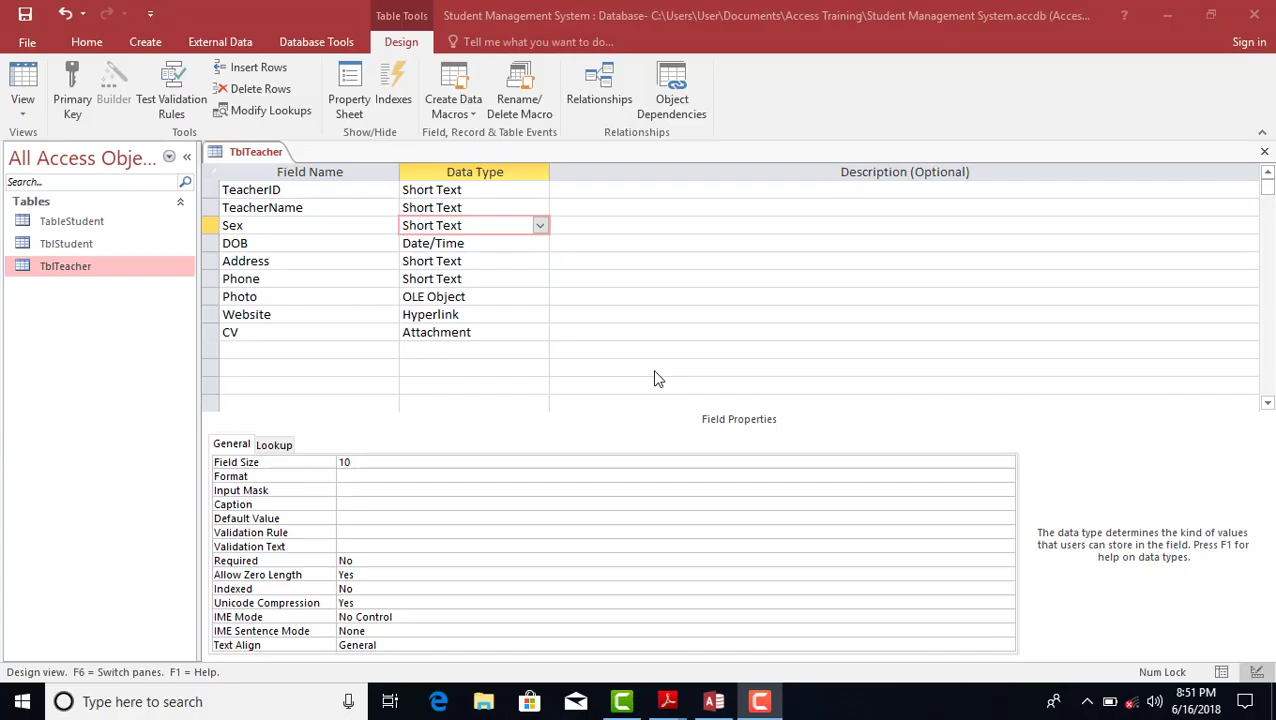 Table Tools
Student Management System : Database- C:\Users\User\Documents\Access Training\Student Management System.accdb (Acces...
File Home Create External Data Database Tools Design Tell me what you want to do... Sign in
View
Primary Key
Builder
Test Validation Rules
Insert Rows
Delete Rows
Modify Lookups
Property Sheet
Indexes
Create Data Macros
Rename/ Delete Macro
Relationships
Object Dependencies
Views Tools Show/Hide Field, Record & Table Events Relationships
All Access Obje...
Search...
Tables
TableStudent
TblStudent
TblTeacher
TblTeacher
Field Name Data Type Description (Optional)
TeacherID Short Text
TeacherName Short Text
Sex Short Text
DOB Date/Time
Address Short Text
Phone Short Text
Photo OLE Object
Website Hyperlink
CV Attachment
Field Properties
General Lookup
Field Size 10
Format
Input Mask
Caption
Default Value
Validation Rule
Validation Text
Required No
Allow Zero Length Yes
Indexed No
Unicode Compression Yes
IME Mode No Control
IME Sentence Mode None
Text Align General
The data type determines the kind of values
that users can store in the field. Press F1 for
help on data types.
Design view. F6 = Switch panes. F1 = Help.
Num Lock
Type here to search
8:51 PM
6/16/2018